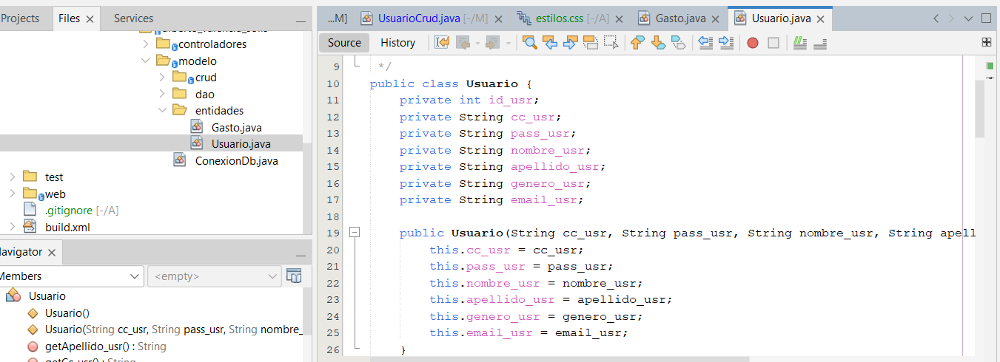 Projects
Files
Services
controladores
modelo
crud
dao
entidades
Gasto.java
Usuario.java
ConexionDb.java
test
web
.gitignore [-/A]
build.xml
avigator
Members
<empty>
Usuario
Usuario()
Usuario(String cc_usr, String pass_usr, String nombre_
getApellido_usr() : String
...M]
UsuarioCrud.java [-/M]
estilos.css [-/A]
Gasto.java
Usuario.java
Source
History
9 */
10 public class Usuario {
11 private int id_usr;
12 private String cc_usr;
13 private String pass_usr;
14 private String nombre_usr;
15 private String apellido_usr;
16 private String genero_usr;
17 private String email_usr;
18
19 public Usuario(String cc_usr, String pass_usr, String nombre_usr, String apell
20 this.cc_usr = cc_usr;
21 this.pass_usr = pass_usr;
22 this.nombre_usr = nombre_usr;
23 this.apellido_usr = apellido_usr;
24 this.genero_usr = genero_usr;
25 this.email_usr = email_usr;
26 }